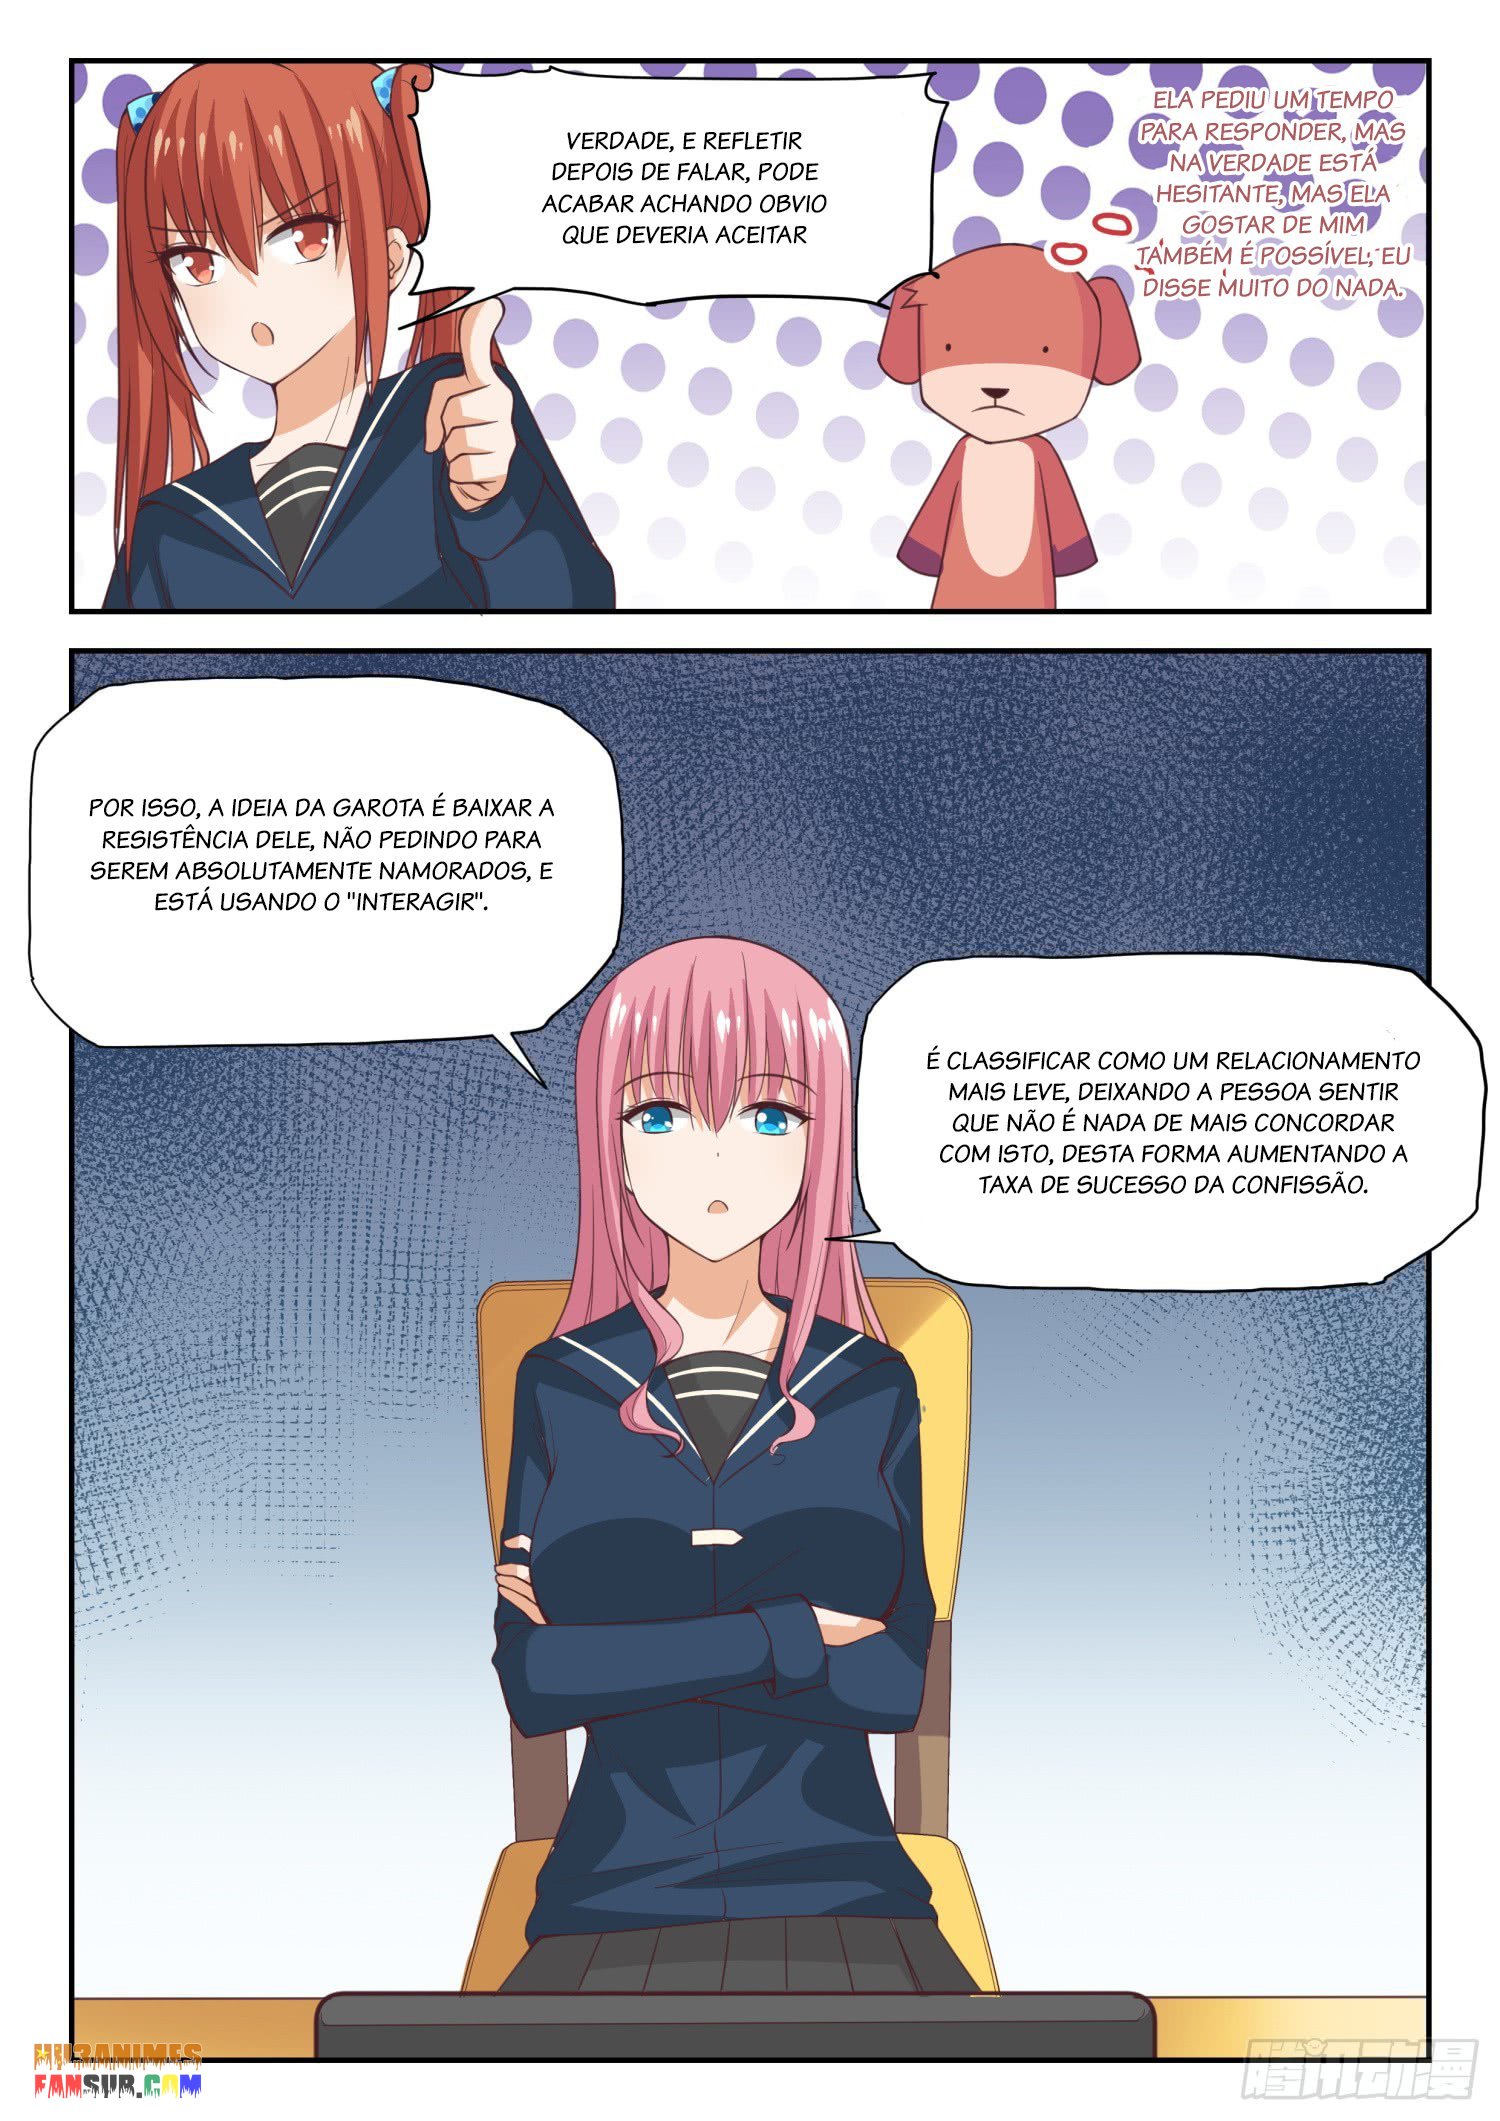 VERDADE, E REFLETIR
DEPOIS DE FALAR, PODE
ACABAR ACHANDO OBVIO
QUE DEVERIA ACEITAR
ELA PEDIU UM TEMPO
PARA RESPONDER, MAS
NA VERDADE ESTÁ
HESITANTE, MAS ELA
GOSTAR DE MIM
TAMBÉM É POSSÍVEL, EU
DISSE MUITO DO NADA.
POR ISSO, A IDEIA DA GAROTA É BAIXAR A
RESISTÊNCIA DELE, NÃO PEDINDO PARA
SEREM ABSOLUTAMENTE NAMORADOS, E
ESTÁ USANDO O "INTERAGIR".
É CLASSIFICAR COMO UM RELACIONAMENTO
MAIS LEVE, DEIXANDO A PESSOA SENTIR
QUE NÃO É NADA DE MAIS CONCORDAR
COM ISTO, DESTA FORMA AUMENTANDO A
TAXA DE SUCESSO DA CONFISSÃO.
FANSUB.COM
腾讯动漫